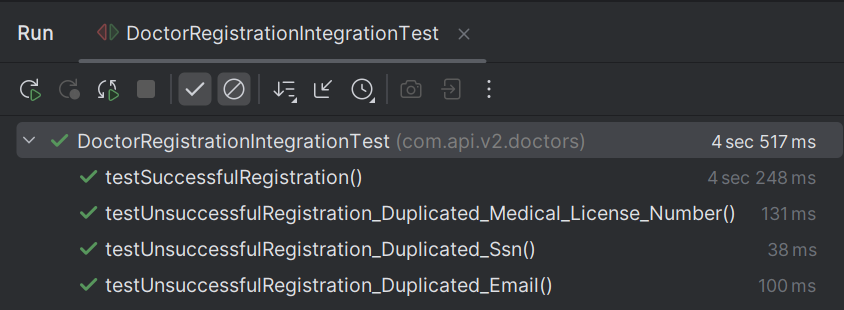 Run DoctorRegistrationIntegrationTest
DoctorRegistrationIntegrationTest (com.api.v2.doctors) 4 sec 517 ms
testSuccessfulRegistration() 4 sec 248 ms
testUnsuccessfulRegistration_Duplicated_Medical_License_Number() 131 ms
testUnsuccessfulRegistration_Duplicated_Ssn() 38 ms
testUnsuccessfulRegistration_Duplicated_Email() 100 ms